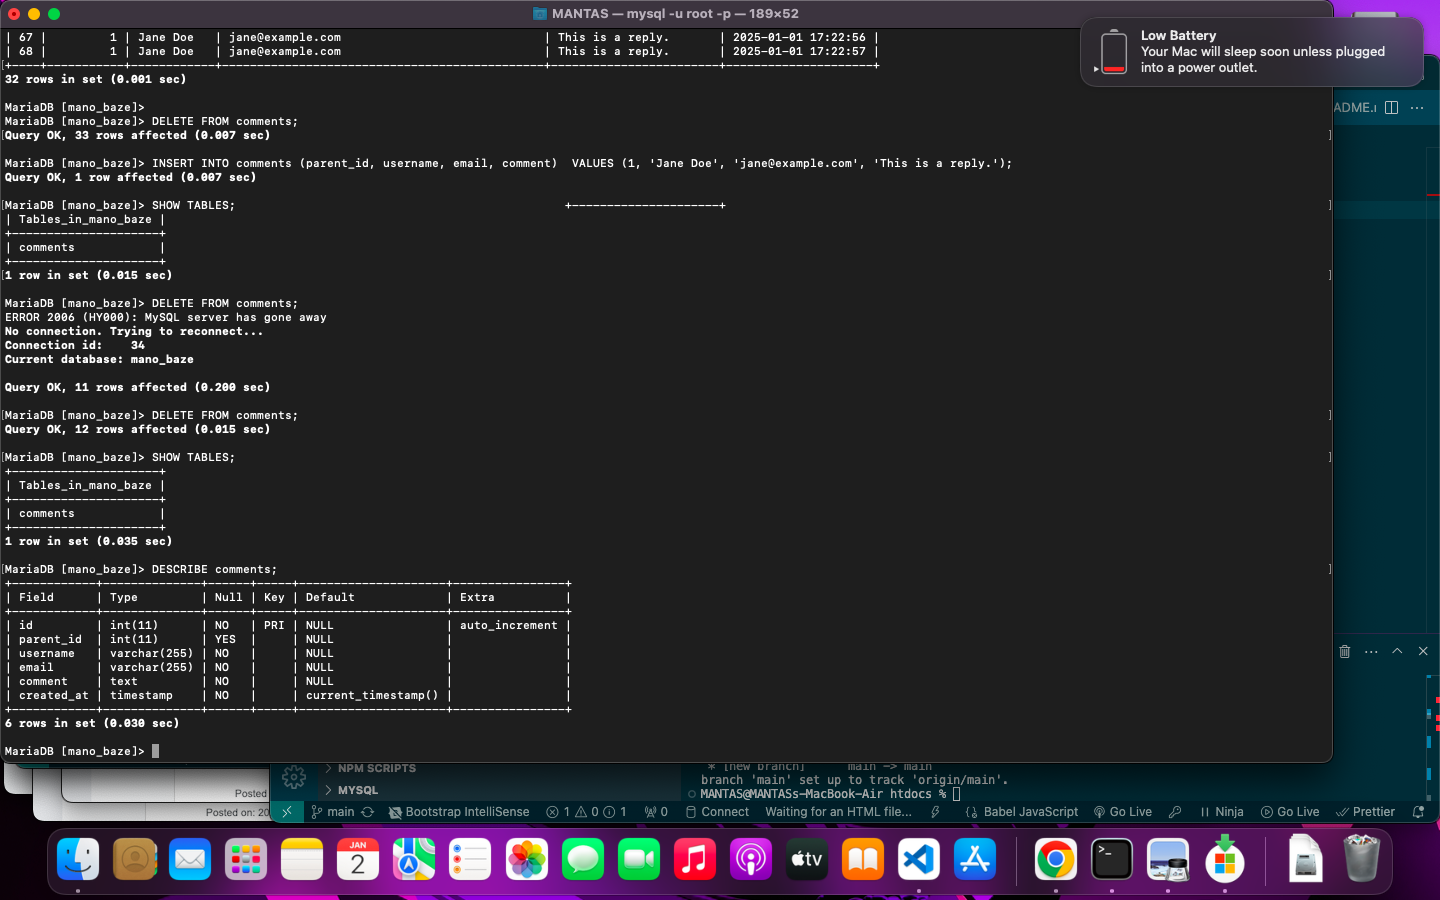 MANTAS — mysql -u root -p — 189×52
| 67 |         1 | Jane Doe   | jane@example.com                             | This is a reply.       | 2025-01-01 17:22:56 |
| 68 |         1 | Jane Doe   | jane@example.com                             | This is a reply.       | 2025-01-01 17:22:57 |
32 rows in set (0.001 sec)
MariaDB [mano_baze]>
MariaDB [mano_baze]> DELETE FROM comments;
Query OK, 33 rows affected (0.007 sec)
MariaDB [mano_baze]> INSERT INTO comments (parent_id, username, email, comment)  VALUES (1, 'Jane Doe', 'jane@example.com', 'This is a reply.');
Query OK, 1 row affected (0.007 sec)
MariaDB [mano_baze]> SHOW TABLES;
| Tables_in_mano_baze |
| comments            |
1 row in set (0.015 sec)
MariaDB [mano_baze]> DELETE FROM comments;
ERROR 2006 (HY000): MySQL server has gone away
No connection. Trying to reconnect...
Connection id:    34
Current database: mano_baze
Query OK, 11 rows affected (0.200 sec)
MariaDB [mano_baze]> DELETE FROM comments;
Query OK, 12 rows affected (0.015 sec)
MariaDB [mano_baze]> SHOW TABLES;
| Tables_in_mano_baze |
| comments            |
1 row in set (0.035 sec)
MariaDB [mano_baze]> DESCRIBE comments;
| Field      | Type         | Null | Key | Default             | Extra          |
| id         | int(11)      | NO   | PRI | NULL                | auto_increment |
| parent_id  | int(11)      | YES  |     | NULL                |                |
| username   | varchar(255) | NO   |     | NULL                |                |
| email      | varchar(255) | NO   |     | NULL                |                |
| comment    | text         | NO   |     | NULL                |                |
| created_at | timestamp    | NO   |     | current_timestamp() |                |
6 rows in set (0.030 sec)
MariaDB [mano_baze]>
Low Battery
Your Mac will sleep soon unless plugged
into a power outlet.
NPM SCRIPTS
MYSQL
* [new branch]      main -> main
branch 'main' set up to track 'origin/main'.
MANTAS@MANTASs-MacBook-Air htdocs %
Posted
Posted on: 20
main Bootstrap IntelliSense 1 0 1 0 Connect Waiting for an HTML file... Babel JavaScript Go Live Ninja Go Live Prettier
JAN
2
tv
>_